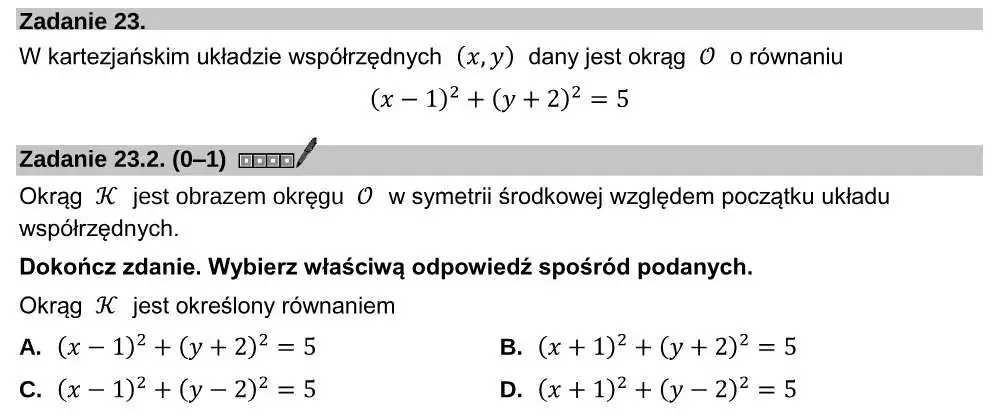 Zadanie 23.
W kartezjańskim układzie współrzędnych (x, y) dany jest okrąg 𝒪 o równaniu
(x − 1)² + (y + 2)² = 5
Zadanie 23.2. (0–1)
Okrąg 𝒦 jest obrazem okręgu 𝒪 w symetrii środkowej względem początku układu
współrzędnych.
Dokończ zdanie. Wybierz właściwą odpowiedź spośród podanych.
Okrąg 𝒦 jest określony równaniem
A. (x − 1)² + (y + 2)² = 5 B. (x + 1)² + (y + 2)² = 5
C. (x − 1)² + (y − 2)² = 5 D. (x + 1)² + (y − 2)² = 5